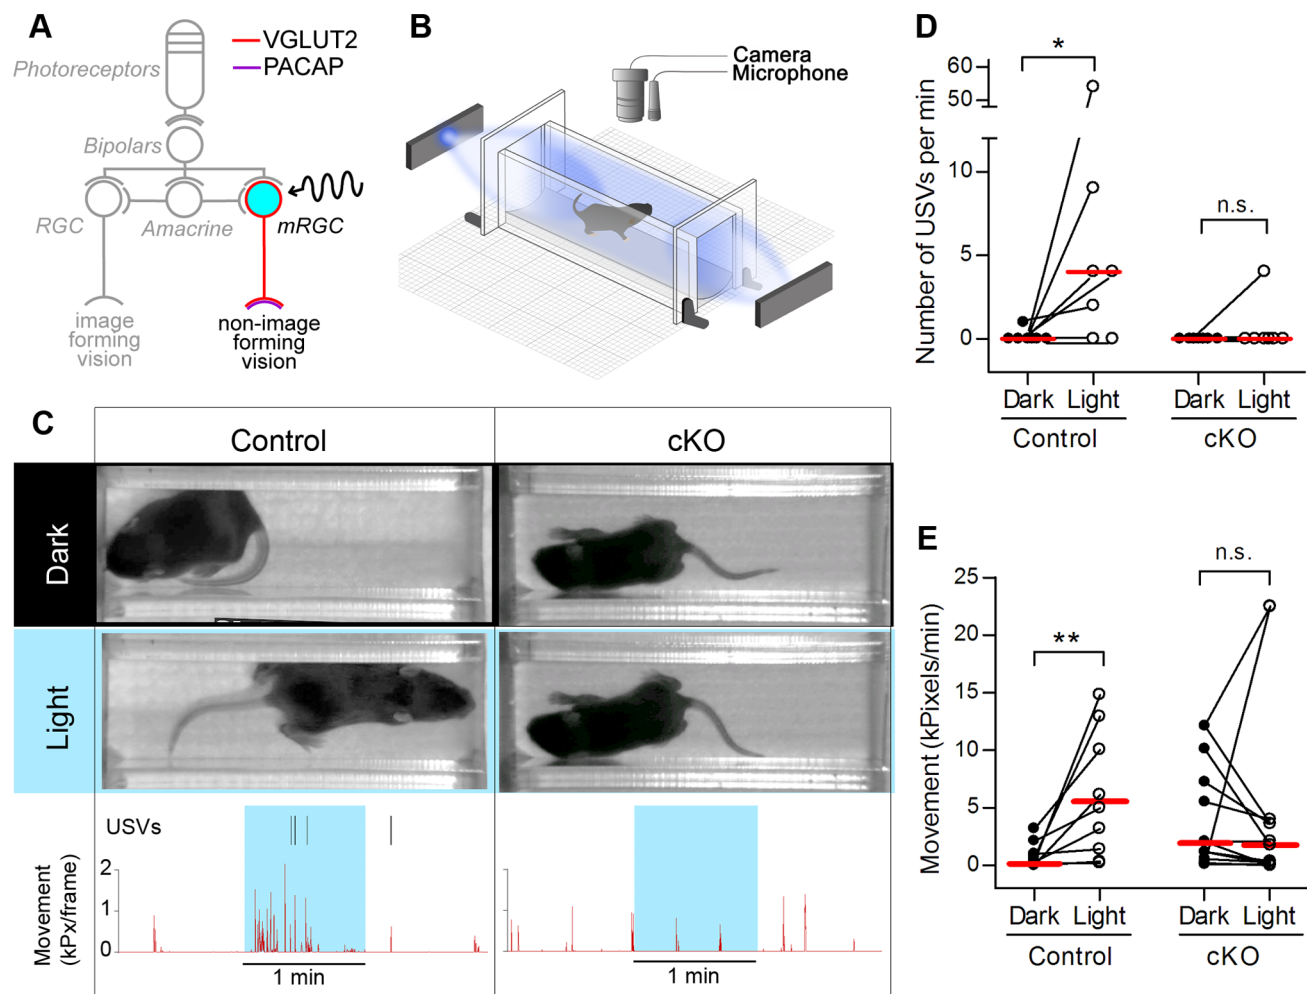 A
VGLUT2
PACAP
Photoreceptors
Bipolars
RGC
Amacrine
mRGC
image
forming
vision
non-image
forming
vision
B
Camera
Microphone
C
Control
cKO
Dark
Light
USVs
Movement
(kPx/frame)
2
1
0
1 min
1 min
D
Number of USVs per min
60
50
10
5
0
*
n.s.
Dark
Light
Dark
Light
Control
cKO
E
Movement (kPixels/min)
25
20
15
10
5
0
**
n.s.
Dark
Light
Dark
Light
Control
cKO